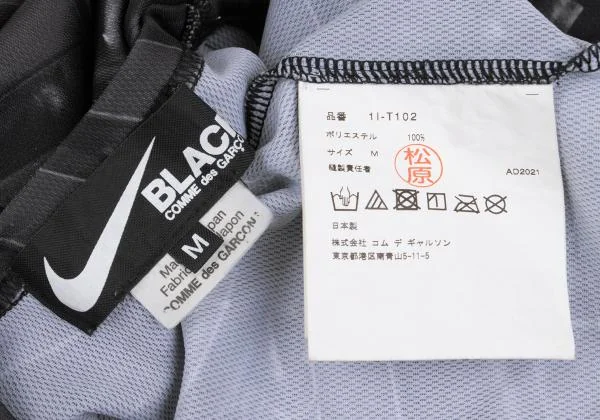 BLACK
COMME des GARÇONS
M
Made in Japan
Fabric Japon
COMME des GARÇONS
品番 1I-T102
ポリエステル 100%
サイズ M
縫製責任者
松原
AD2021
日本製
株式会社 コム デ ギャルソン
東京都港区南青山5-11-5